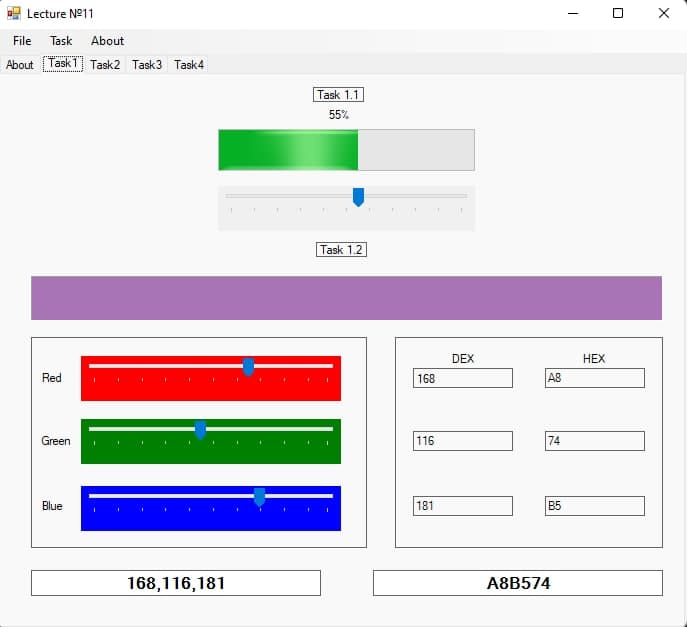 Lecture №11
File Task About
About Task1 Task2 Task3 Task4
Task 1.1
55%
Task 1.2
DEX HEX
Red 168 A8
Green 116 74
Blue 181 B5
168,116,181 A8B574